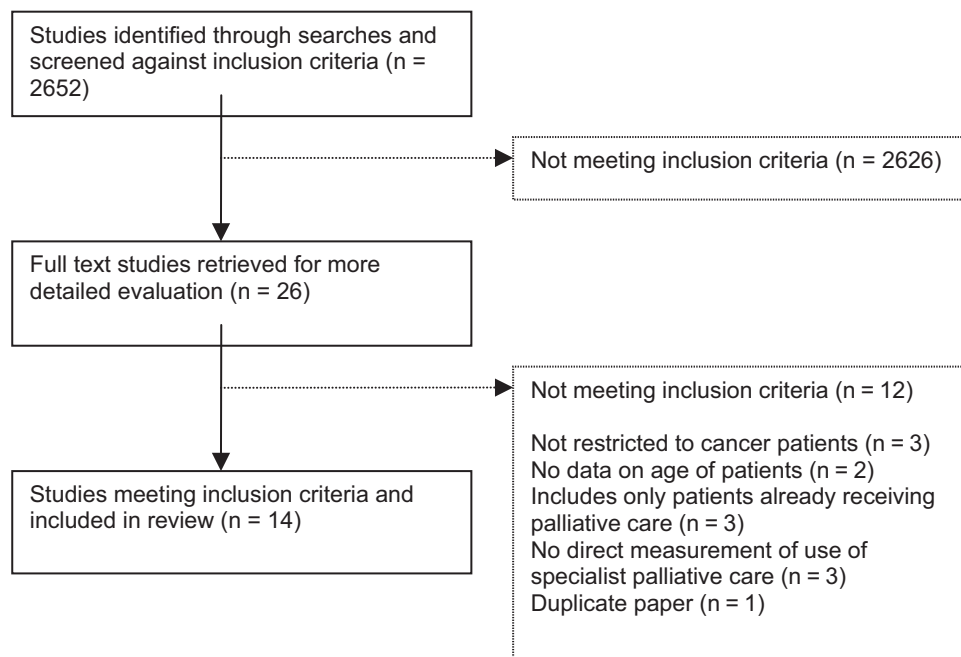 Studies identified through searches and
screened against inclusion criteria (n =
2652)
Not meeting inclusion criteria (n = 2626)
Full text studies retrieved for more
detailed evaluation (n = 26)
Not meeting inclusion criteria (n = 12)
Not restricted to cancer patients (n = 3)
No data on age of patients (n = 2)
Includes only patients already receiving
palliative care (n = 3)
No direct measurement of use of
specialist palliative care (n = 3)
Duplicate paper (n = 1)
Studies meeting inclusion criteria and
included in review (n = 14)